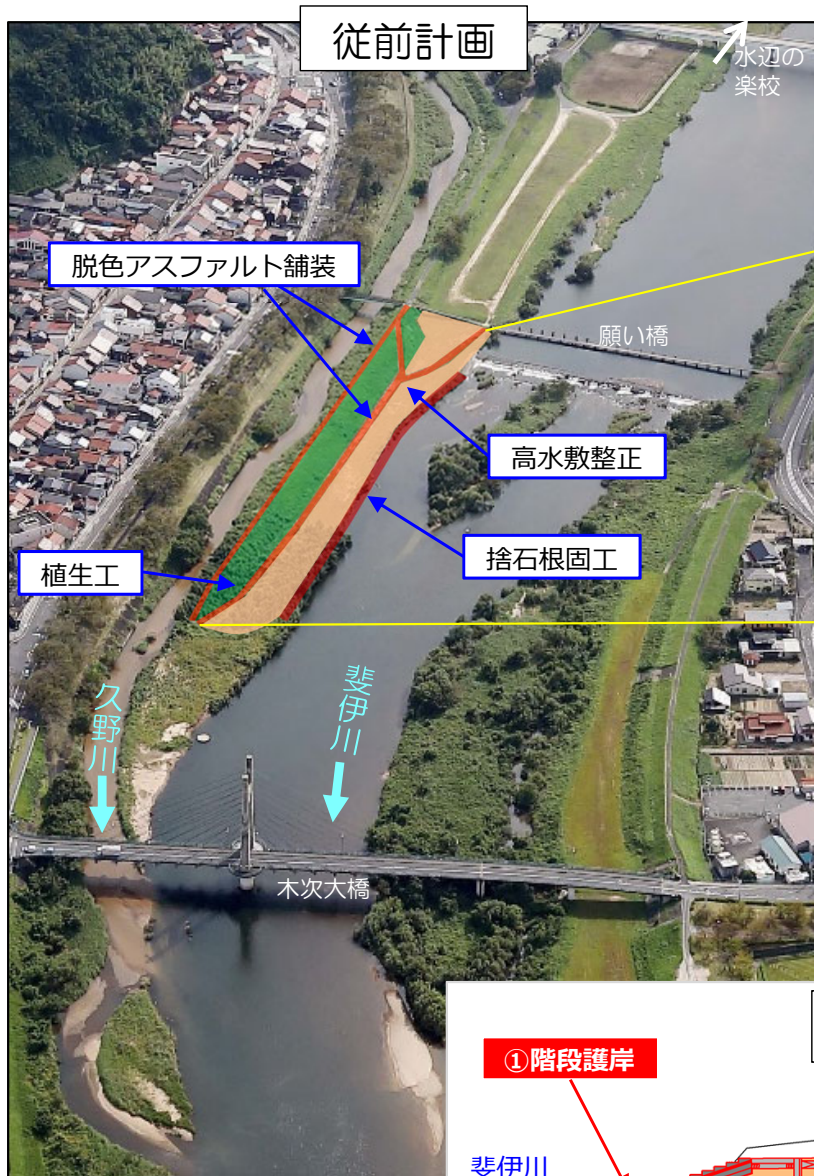 従前計画
水辺の
楽校
脱色アスファルト舗装
願い橋
高水敷整正
捨石根固工
植生工
久野川
斐伊川
木次大橋
①階段護岸
斐伊川